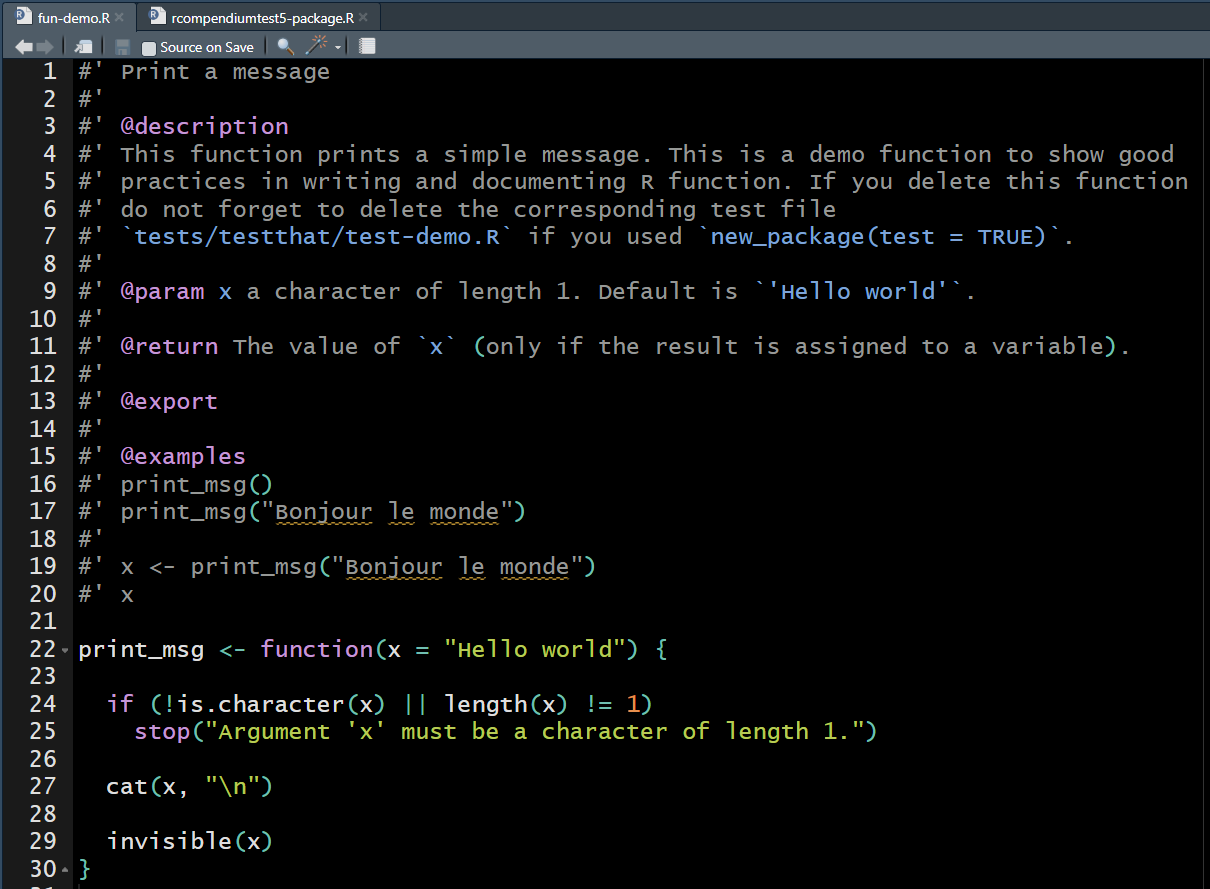 fun-demo.R rcompendiumtest5-package.R
Source on Save
1 #' Print a message
2 #'
3 #' @description
4 #' This function prints a simple message. This is a demo function to show good
5 #' practices in writing and documenting R function. If you delete this function
6 #' do not forget to delete the corresponding test file
7 #' `tests/testthat/test-demo.R` if you used `new_package(test = TRUE)`.
8 #'
9 #' @param x a character of length 1. Default is `'Hello world'`.
10 #'
11 #' @return The value of `x` (only if the result is assigned to a variable).
12 #'
13 #' @export
14 #'
15 #' @examples
16 #' print_msg()
17 #' print_msg("Bonjour le monde")
18 #'
19 #' x <- print_msg("Bonjour le monde")
20 #' x
21
22 print_msg <- function(x = "Hello world") {
23
24   if (!is.character(x) || length(x) != 1)
25     stop("Argument 'x' must be a character of length 1.")
26
27   cat(x, "\n")
28
29   invisible(x)
30 }